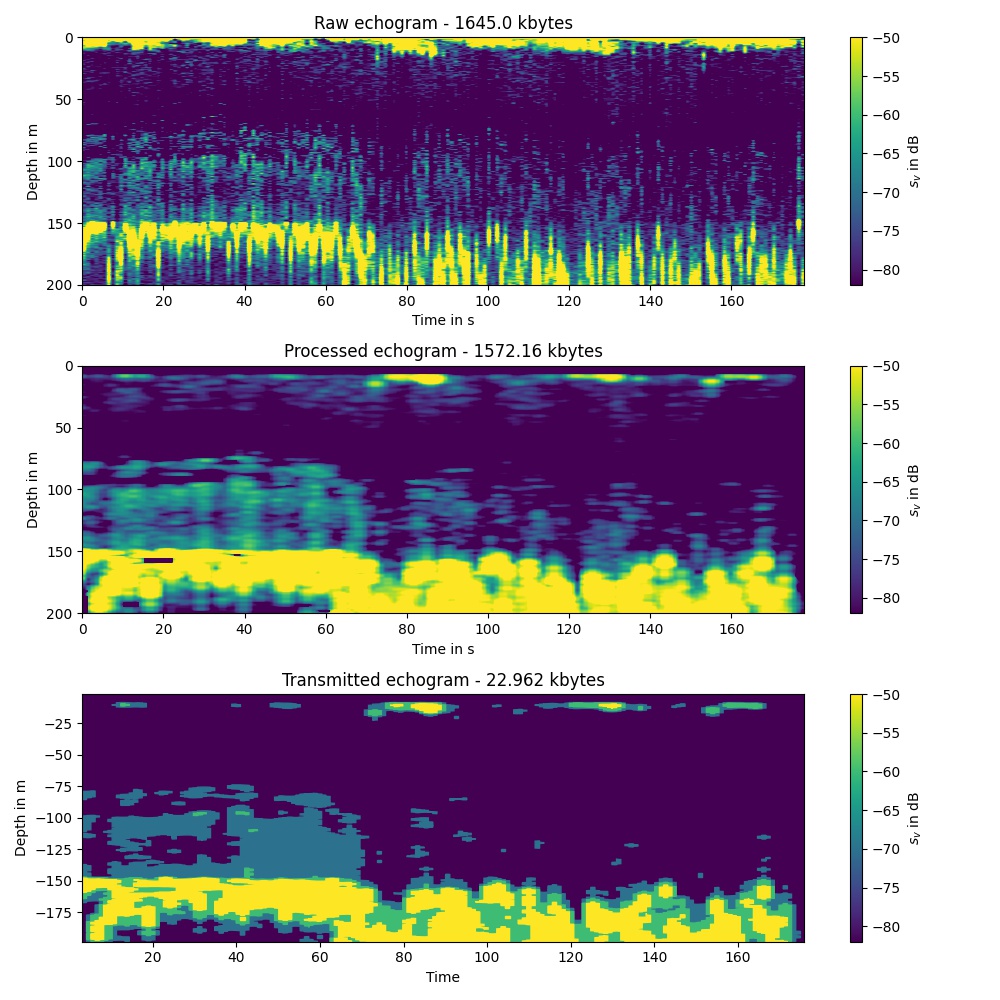 Raw echogram - 1645.0 kbytes
0
50
100
150
200
Depth in m
0 20 40 60 80 100 120 140 160
Time in s
−50
−55
−60
−65
−70
−75
−80
sv in dB
Processed echogram - 1572.16 kbytes
0
50
100
150
200
Depth in m
0 20 40 60 80 100 120 140 160
Time in s
−50
−55
−60
−65
−70
−75
−80
sv in dB
Transmitted echogram - 22.962 kbytes
−25
−50
−75
−100
−125
−150
−175
Depth in m
20 40 60 80 100 120 140 160
Time
−50
−55
−60
−65
−70
−75
−80
sv in dB